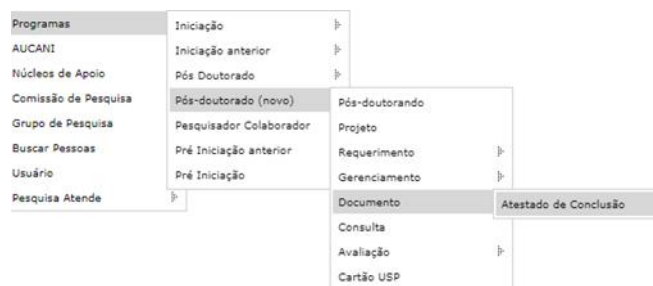 Programas
AUCANI
Núcleos de Apoio
Comissão de Pesquisa
Grupo de Pesquisa
Buscar Pessoas
Usuário
Pesquisa Atende
Iniciação
Iniciação anterior
Pós Doutorado
Pós-doutorado (novo)
Pesquisador Colaborador
Pré Iniciação anterior
Pré Iniciação
Pós-doutorando
Projeto
Requerimento
Gerenciamento
Documento
Consulta
Avaliação
Cartão USP
Atestado de Conclusão